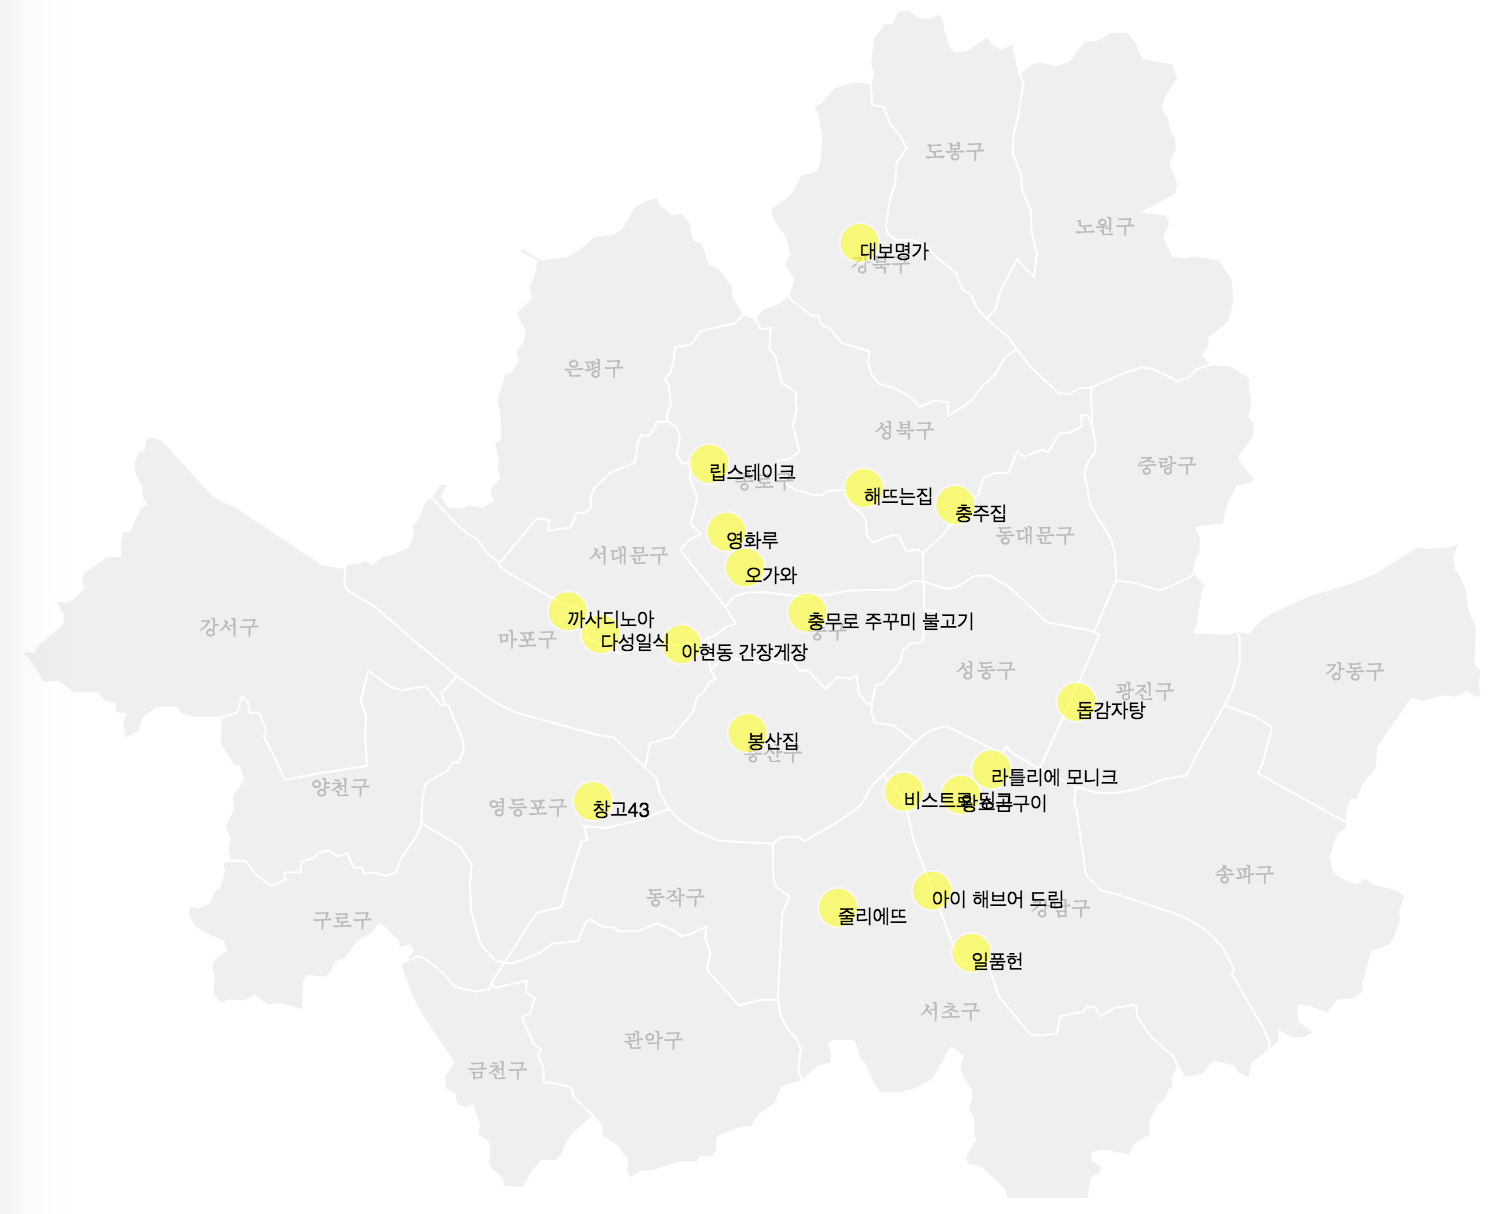 도봉구
노원구
대보명가
강북구
은평구
성북구
중랑구
립스테이크
종로구
해뜨는집
충주집
동대문구
영화루
서대문구
오가와
강서구
까사디노아
다성일식
마포구
아현동 간장게장
충무로 주꾸미 불고기
중구
성동구
광진구
강동구
돕감자탕
봉산집
용산구
라틀리에 모니크
비스트로
왕소금구이
양천구
영등포구
창고43
송파구
동작구
아이 해브어 드림
강남구
줄리에뜨
구로구
일품헌
서초구
관악구
금천구